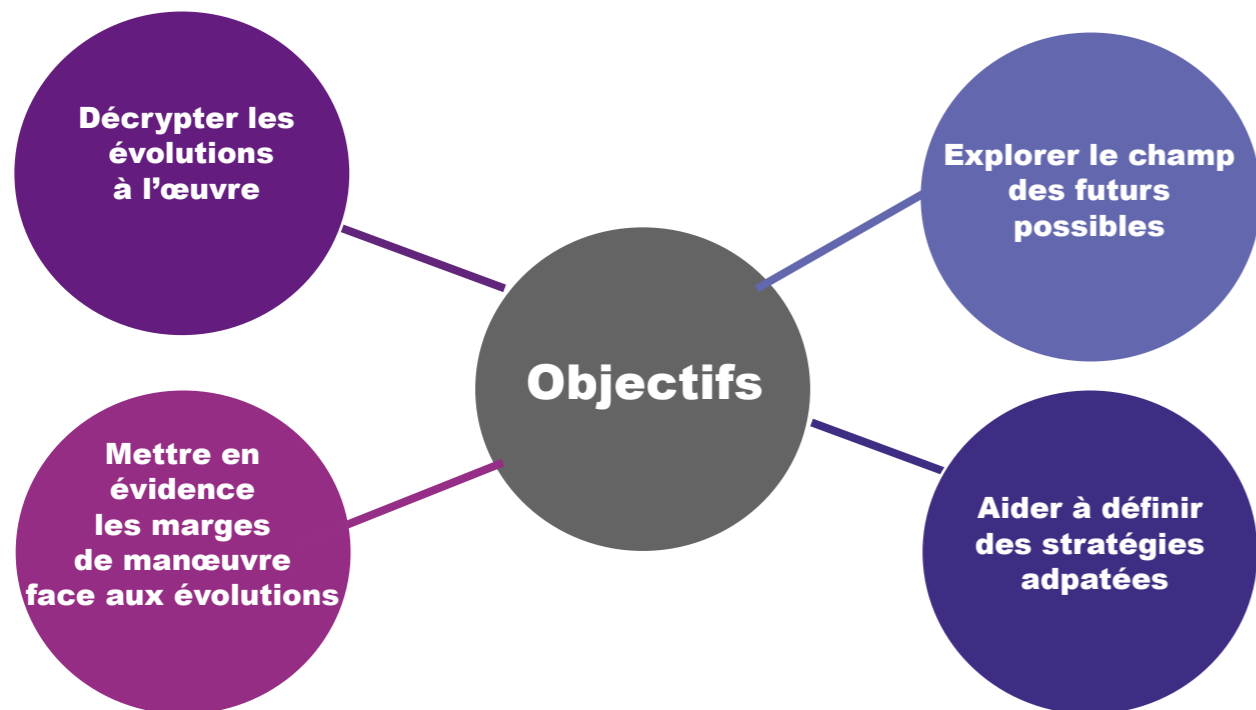 Décrypter les
évolutions
à l’œuvre
Explorer le champ
des futurs
possibles
Objectifs
Mettre en
évidence
les marges
de manœuvre
face aux évolutions
Aider à définir
des stratégies
adpatées